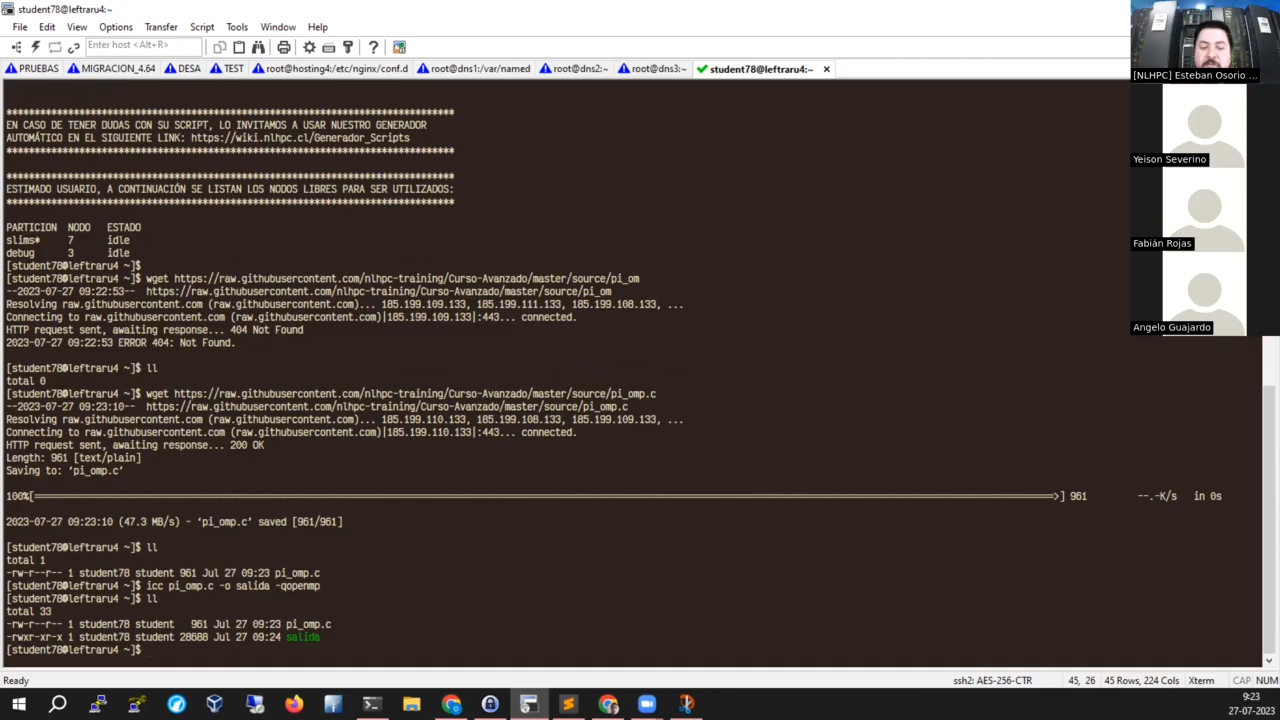 student78@leftraru4:~
File Edit View Options Transfer Script Tools Window Help
Enter host <Alt+R>
PRUEBAS MIGRACION_4.64 DESA TEST root@hosting4:/etc/nginx/conf.d root@dns1:/var/named root@dns2:~ root@dns3:~ student78@leftraru4:~
*******************************************************************************
EN CASO DE TENER DUDAS CON SU SCRIPT, LO INVITAMOS A USAR NUESTRO GENERADOR
AUTOMÁTICO EN EL SIGUIENTE LINK: https://wiki.nlhpc.cl/Generador_Scripts
*******************************************************************************
*******************************************************************************
ESTIMADO USUARIO, A CONTINUACIÓN SE LISTAN LOS NODOS LIBRES PARA SER UTILIZADOS:
*******************************************************************************
PARTICION NODO ESTADO
slims* 7 idle
debug 3 idle
[student78@leftraru4 ~]$
[student78@leftraru4 ~]$ wget https://raw.githubusercontent.com/nlhpc-training/Curso-Avanzado/master/source/pi_om
--2023-07-27 09:22:53-- https://raw.githubusercontent.com/nlhpc-training/Curso-Avanzado/master/source/pi_om
Resolving raw.githubusercontent.com (raw.githubusercontent.com)... 185.199.109.133, 185.199.111.133, 185.199.108.133, ...
Connecting to raw.githubusercontent.com (raw.githubusercontent.com)|185.199.109.133|:443... connected.
HTTP request sent, awaiting response... 404 Not Found
2023-07-27 09:22:53 ERROR 404: Not Found.
[student78@leftraru4 ~]$ ll
total 0
[student78@leftraru4 ~]$ wget https://raw.githubusercontent.com/nlhpc-training/Curso-Avanzado/master/source/pi_omp.c
--2023-07-27 09:23:10-- https://raw.githubusercontent.com/nlhpc-training/Curso-Avanzado/master/source/pi_omp.c
Resolving raw.githubusercontent.com (raw.githubusercontent.com)... 185.199.110.133, 185.199.108.133, 185.199.109.133, ...
Connecting to raw.githubusercontent.com (raw.githubusercontent.com)|185.199.110.133|:443... connected.
HTTP request sent, awaiting response... 200 OK
Length: 961 [text/plain]
Saving to: ‘pi_omp.c’
100%[=====================================================================>] 961 --.-K/s in 0s
2023-07-27 09:23:10 (47.3 MB/s) - ‘pi_omp.c’ saved [961/961]
[student78@leftraru4 ~]$ ll
total 1
-rw-r--r-- 1 student78 student 961 Jul 27 09:23 pi_omp.c
[student78@leftraru4 ~]$ icc pi_omp.c -o salida -qopenmp
[student78@leftraru4 ~]$ ll
total 33
-rw-r--r-- 1 student78 student 961 Jul 27 09:23 pi_omp.c
-rwxr-xr-x 1 student78 student 28688 Jul 27 09:24 salida
[student78@leftraru4 ~]$
[NLHPC] Esteban Osorio ...
Yeison Severino
Fabián Rojas
Angelo Guajardo
Ready ssh2: AES-256-CTR 45, 26 45 Rows, 224 Cols Xterm CAP NUM
9:23
27-07-2023